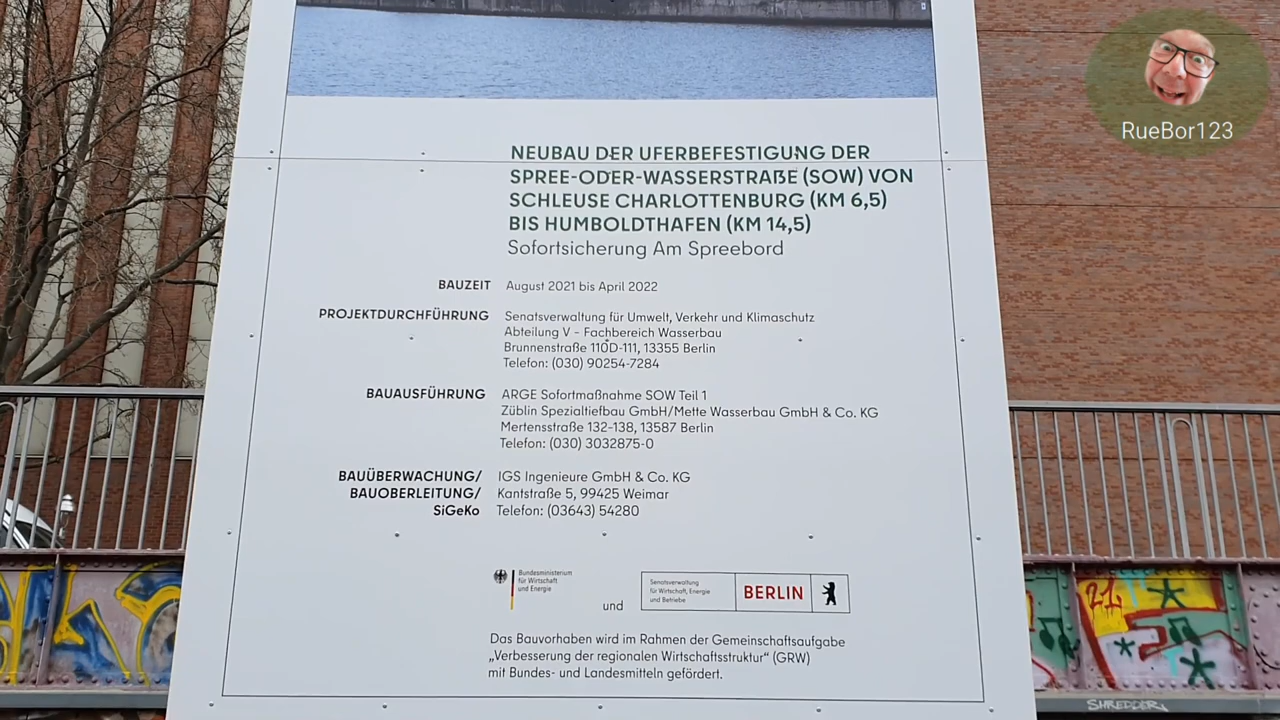 RueBor123
NEUBAU DER UFERBEFESTIGUNG DER
SPREE-ODER-WASSERSTRAßE (SOW) VON
SCHLEUSE CHARLOTTENBURG (KM 6,5)
BIS HUMBOLDTHAFEN (KM 14,5)
Sofortsicherung Am Spreebord
BAUZEIT August 2021 bis April 2022
PROJEKTDURCHFÜHRUNG Senatsverwaltung für Umwelt, Verkehr und Klimaschutz
Abteilung V - Fachbereich Wasserbau
Brunnenstraße 110D-111, 13355 Berlin
Telefon: (030) 90254-7284
BAUAUSFÜHRUNG ARGE Sofortmaßnahme SOW Teil 1
Züblin Spezialtiefbau GmbH/Mette Wasserbau GmbH & Co. KG
Mertensstraße 132-138, 13587 Berlin
Telefon: (030) 3032875-0
BAUÜBERWACHUNG/ IGS Ingenieure GmbH & Co. KG
BAUOBERLEITUNG/ Kantstraße 5, 99425 Weimar
SiGeKo Telefon: (03643) 54280
Bundesministerium
für Wirtschaft
und Energie
und
Senatsverwaltung
für Wirtschaft, Energie
und Betriebe
BERLIN
Das Bauvorhaben wird im Rahmen der Gemeinschaftsaufgabe
„Verbesserung der regionalen Wirtschaftsstruktur“ (GRW)
mit Bundes- und Landesmitteln gefördert.
21
SHREDDER